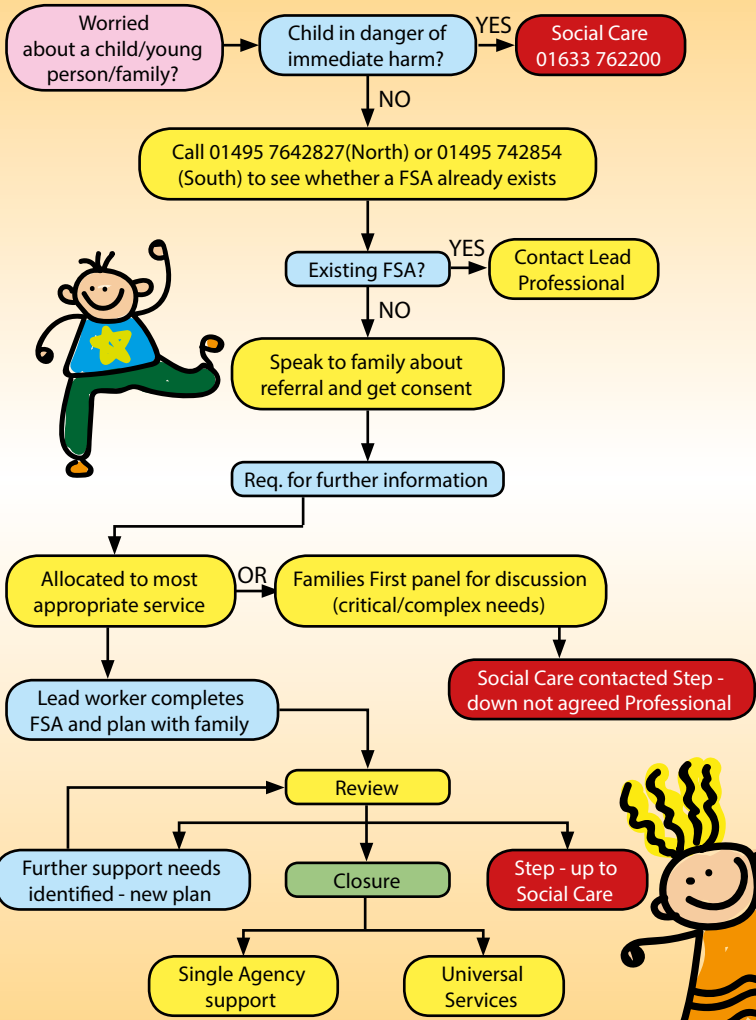 Worried
about a child/young
person/family?
Child in danger of
immediate harm?
YES
Social Care
01633 762200
NO
Call 01495 7642827(North) or 01495 742854
(South) to see whether a FSA already exists
Existing FSA?
YES
Contact Lead
Professional
NO
Speak to family about
referral and get consent
Req. for further information
Allocated to most
appropriate service
OR
Families First panel for discussion
(critical/complex needs)
Social Care contacted Step -
down not agreed Professional
Lead worker completes
FSA and plan with family
Review
Further support needs
identified - new plan
Closure
Step - up to
Social Care
Single Agency
support
Universal
Services